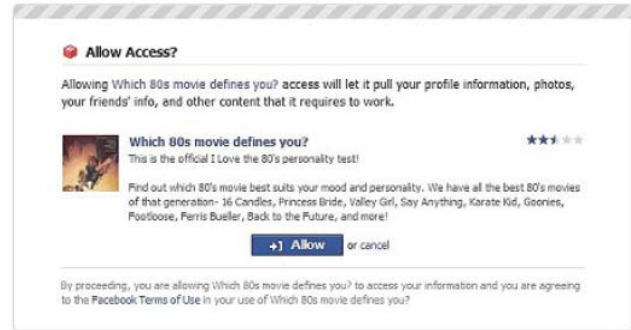 Allow Access?
Allowing Which 80s movie defines you? access will let it pull your profile information, photos,
your friends' info, and other content that it requires to work.
Which 80s movie defines you?
This is the official I Love the 80's personality test!
Find out which 80's movie best suits your mood and personality. We have all the best 80's movies
of that generation- 16 Candles, Princess Bride, Valley Girl, Say Anything, Karate Kid, Goonies,
Footloose, Ferris Bueller, Back to the Future, and more!
Allow or cancel
By proceeding, you are allowing Which 80s movie defines you? to access your information and you are agreeing
to the Facebook Terms of Use in your use of Which 80s movie defines you?